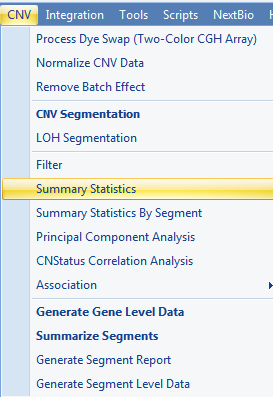 CNV Integration Tools Scripts NextBio
Process Dye Swap (Two-Color CGH Array)
Normalize CNV Data
Remove Batch Effect
CNV Segmentation
LOH Segmentation
Filter
Summary Statistics
Summary Statistics By Segment
Principal Component Analysis
CNStatus Correlation Analysis
Association
Generate Gene Level Data
Summarize Segments
Generate Segment Report
Generate Segment Level Data